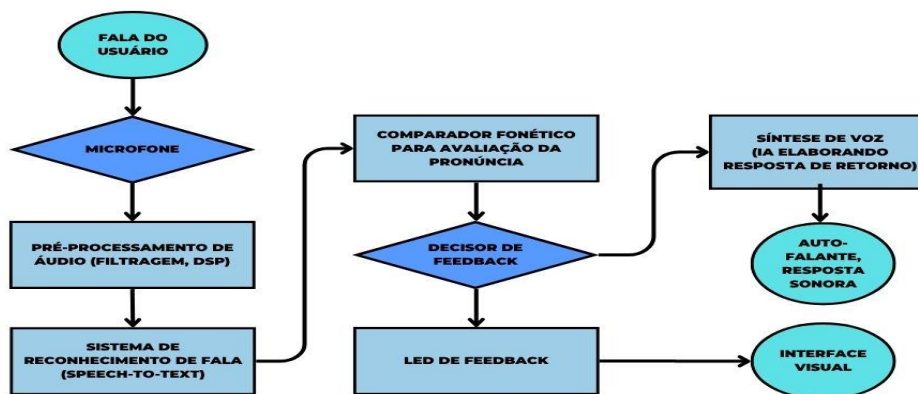 FALA DO
USUÁRIO
MICROFONE
PRÉ-PROCESSAMENTO DE
ÁUDIO (FILTRAGEM, DSP)
SISTEMA DE
RECONHECIMENTO DE FALA
(SPEECH-TO-TEXT)
COMPARADOR FONÉTICO
PARA AVALIAÇÃO DA
PRONÚNCIA
DECISOR DE
FEEDBACK
LED DE FEEDBACK
SÍNTESE DE VOZ
(IA ELABORANDO
RESPOSTA DE RETORNO)
AUTO-
FALANTE,
RESPOSTA
SONORA
INTERFACE
VISUAL